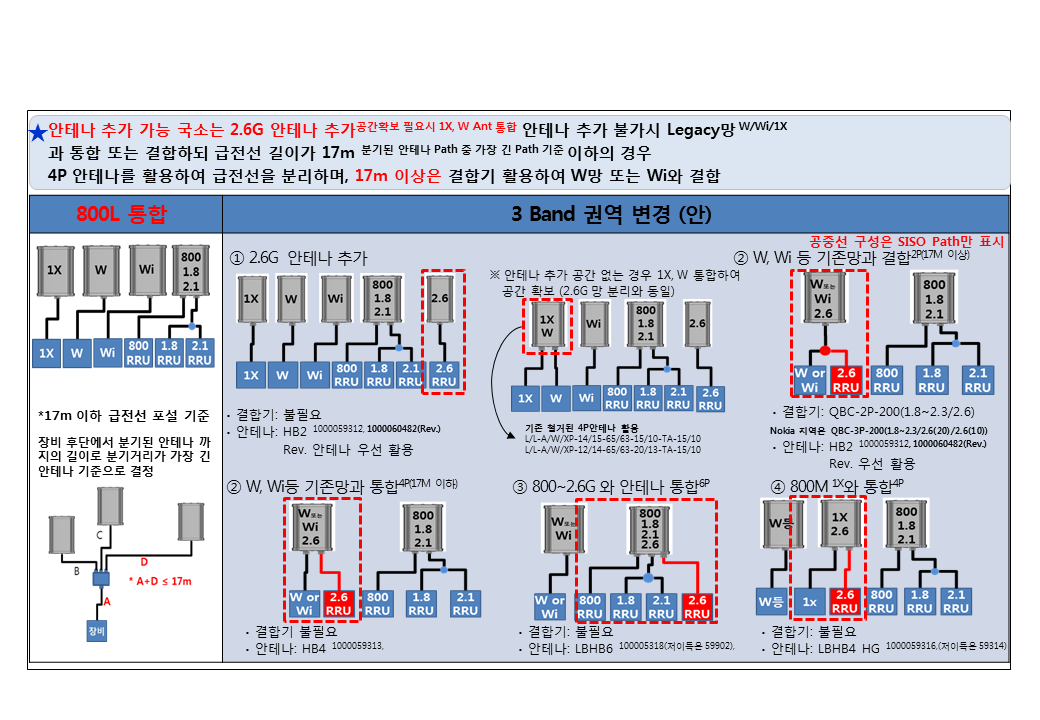 ★안테나 추가 가능 국소는 2.6G 안테나 추가공간확보 필요시 1X, W Ant 통합 안테나 추가 불가시 Legacy망 W/Wi/1X
과 통합 또는 결합하되 급전선 길이가 17m 분기된 안테나 Path 중 가장 긴 Path 기준 이하의 경우
4P 안테나를 활용하여 급전선을 분리하며, 17m 이상은 결합기 활용하여 W망 또는 Wi와 결합
800L 통합
3 Band 권역 변경 (안)
1X
W
Wi
800
1.8
2.1
1X
W
Wi
800
RRU
1.8
RRU
2.1
RRU
*17m 이하 급전선 포설 기준
장비 후단에서 분기된 안테나 까
지의 길이로 분기거리가 가장 긴
안테나 기준으로 결정
C
B
D
* A+D ≤ 17m
A
장비
공중선 구성은 SISO Path만 표시
① 2.6G 안테나 추가
1X
W
Wi
800
1.8
2.1
2.6
1X
W
Wi
800
RRU
1.8
RRU
2.1
RRU
2.6
RRU
· 결합기: 불필요
· 안테나: HB2 1000059312, 1000060482(Rev.)
Rev. 안테나 우선 활용
※ 안테나 추가 공간 없는 경우 1X, W 통합하여
공간 확보 (2.6G 망 분리와 동일)
1X
W
Wi
800
1.8
2.1
2.6
1X
W
Wi
800
RRU
1.8
RRU
2.1
RRU
2.6
RRU
기존 철거된 4P안테나 활용
L/L-A/W/XP-14/15-65/63-15/10-TA-15/10
L/L-A/W/XP-12/14-65/63-20/13-TA-15/10
② W, Wi 등 기존망과 결합2P(17M 이상)
W또는
Wi
2.6
800
1.8
2.1
W or
Wi
2.6
RRU
800
RRU
1.8
RRU
2.1
RRU
· 결합기: QBC-2P-200(1.8~2.3/2.6)
Nokia 지역은 QBC-3P-200(1.8~2.3/2.6(20)/2.6(10))
· 안테나: HB2 1000059312, 1000060482(Rev.)
Rev. 우선 활용
② W, Wi등 기존망과 통합4P(17M 이하)
W또는
Wi
2.6
800
1.8
2.1
W or
Wi
2.6
RRU
800
RRU
1.8
RRU
2.1
RRU
· 결합기 불필요
· 안테나: HB4 1000059313,
③ 800~2.6G 와 안테나 통합6P
W또는
Wi
800
1.8
2.1
2.6
W or
Wi
800
RRU
1.8
RRU
2.1
RRU
2.6
RRU
· 결합기: 불필요
· 안테나: LBHB6 100005318(저이득은 59902),
④ 800M 1X와 통합4P
W등
1X
2.6
800
1.8
2.1
W등
1x
2.6
RRU
800
RRU
1.8
RRU
2.1
RRU
· 결합기: 불필요
· 안테나: LBHB4 HG 1000059316,(저이득은 59314)